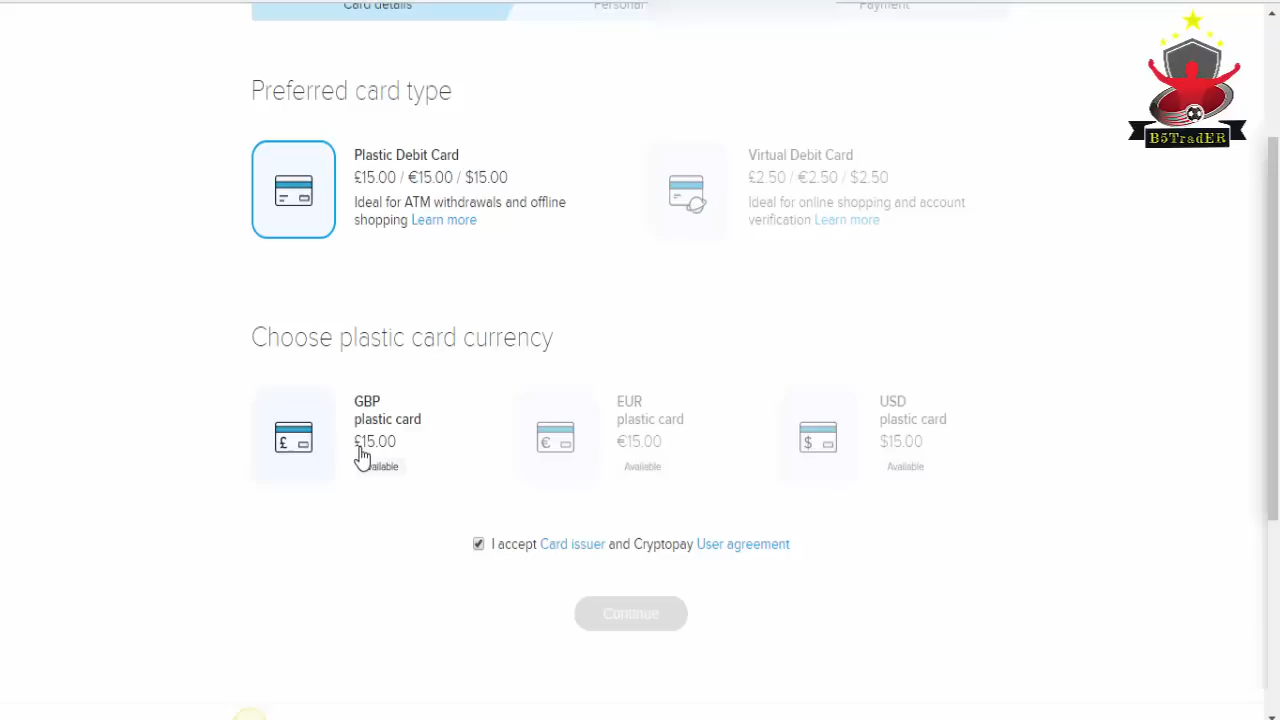 Card details
Personal
Payment
B5TradER
Preferred card type
Plastic Debit Card
£15.00 / €15.00 / $15.00
Ideal for ATM withdrawals and offline
shopping Learn more
Virtual Debit Card
£2.50 / €2.50 / $2.50
Ideal for online shopping and account
verification Learn more
Choose plastic card currency
GBP
plastic card
£15.00
EUR
plastic card
€15.00
Available
USD
plastic card
$15.00
Available
I accept Card issuer and Cryptopay User agreement
Continue